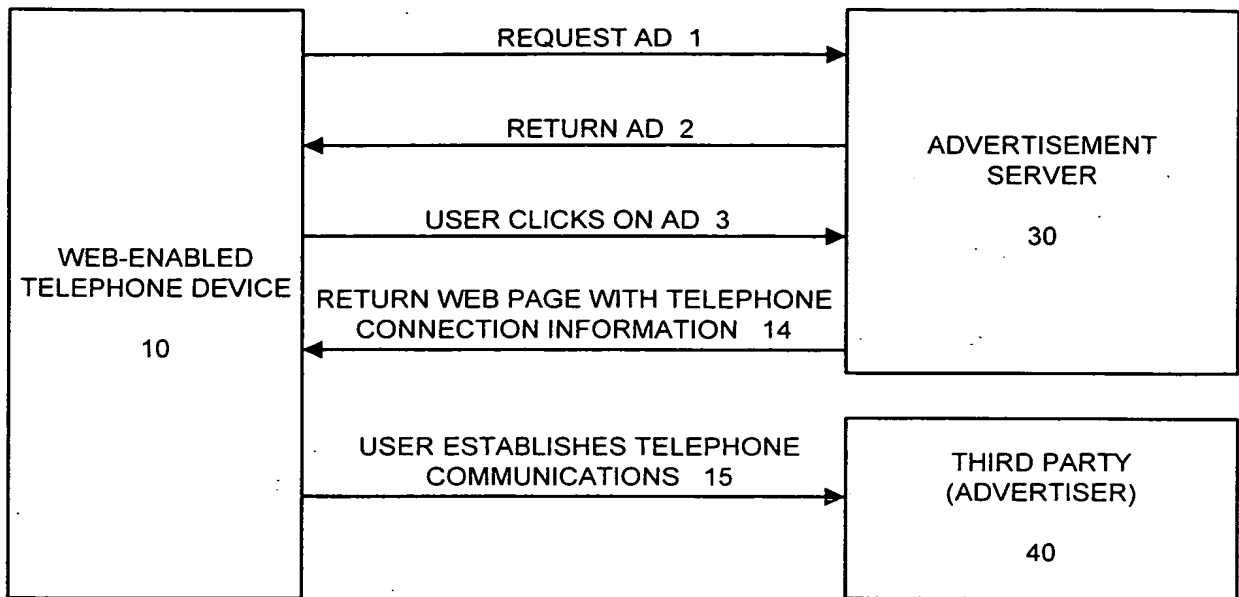 REQUEST AD 1
RETURN AD 2
USER CLICKS ON AD 3
RETURN WEB PAGE WITH TELEPHONE
CONNECTION INFORMATION 14
USER ESTABLISHES TELEPHONE
COMMUNICATIONS 15
WEB-ENABLED
TELEPHONE DEVICE
10
ADVERTISEMENT
SERVER
30
THIRD PARTY
(ADVERTISER)
40